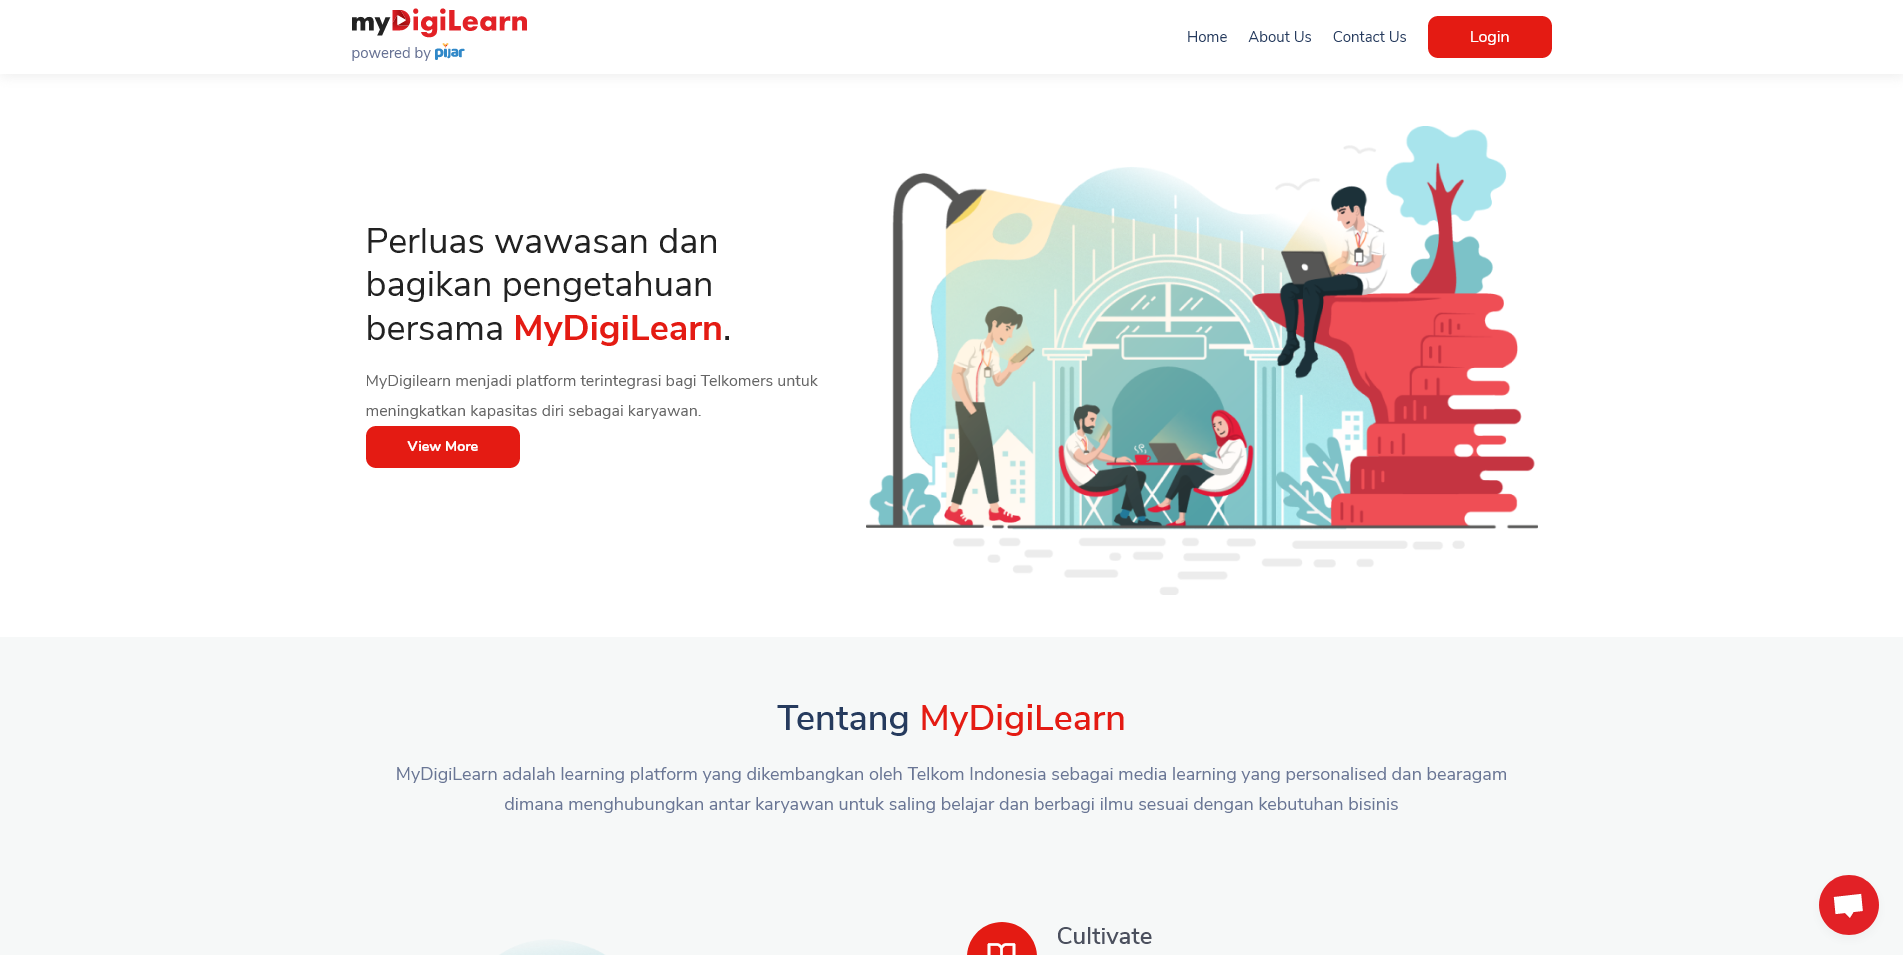 myDigiLearn
powered by pijar
Home
About Us
Contact Us
Login
Perluas wawasan dan
bagikan pengetahuan
bersama MyDigiLearn.
MyDigilearn menjadi platform terintegrasi bagi Telkomers untuk
meningkatkan kapasitas diri sebagai karyawan.
View More
Tentang MyDigiLearn
MyDigiLearn adalah learning platform yang dikembangkan oleh Telkom Indonesia sebagai media learning yang personalised dan bearagam
dimana menghubungkan antar karyawan untuk saling belajar dan berbagi ilmu sesuai dengan kebutuhan bisinis
Cultivate